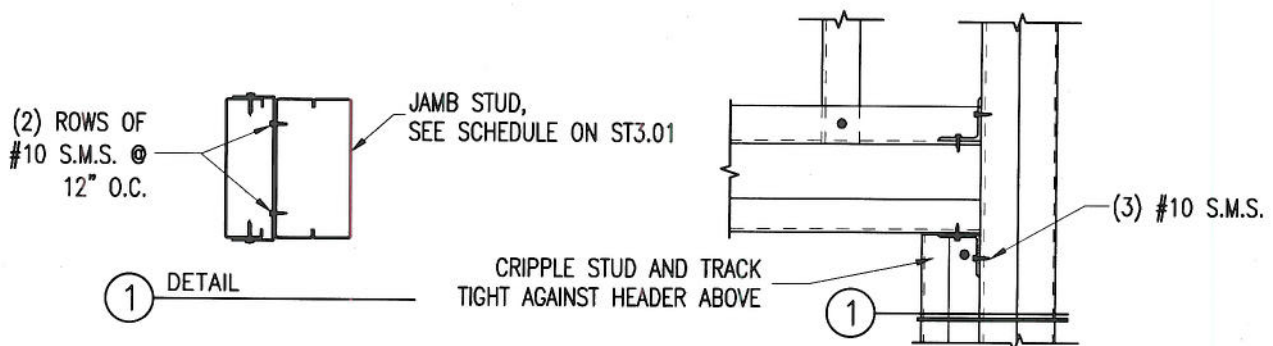 (2) ROWS OF
#10 S.M.S. @
12" O.C.
JAMB STUD,
SEE SCHEDULE ON ST3.01
1 DETAIL
CRIPPLE STUD AND TRACK
TIGHT AGAINST HEADER ABOVE
(3) #10 S.M.S.
1